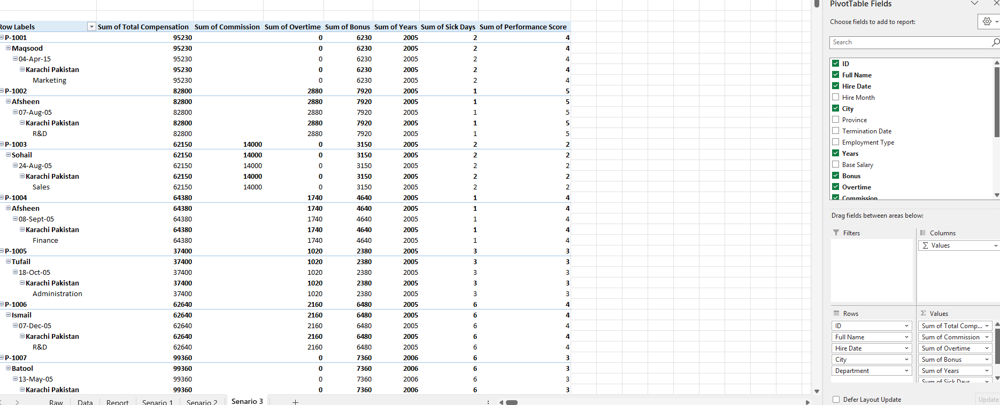 PivotTable Fields
Choose fields to add to report:
Search
Row Labels Sum of Total Compensation Sum of Commission Sum of Overtime Sum of Bonus Sum of Years Sum of Sick Days Sum of Performance Score
P-1001 95230 0 6230 2005 2 4
Maqsood 95230 0 6230 2005 2 4
04-Apr-15 95230 0 6230 2005 2 4
Karachi Pakistan 95230 0 6230 2005 2 4
Marketing 95230 0 6230 2005 2 4
P-1002 82800 2880 7920 2005 1 5
Afsheen 82800 2880 7920 2005 1 5
07-Aug-05 82800 2880 7920 2005 1 5
Karachi Pakistan 82800 2880 7920 2005 1 5
R&D 82800 2880 7920 2005 1 5
P-1003 62150 14000 0 3150 2005 2 2
Sohail 62150 14000 0 3150 2005 2 2
24-Aug-05 62150 14000 0 3150 2005 2 2
Karachi Pakistan 62150 14000 0 3150 2005 2 2
Sales 62150 14000 0 3150 2005 2 2
P-1004 64380 1740 4640 2005 1 4
Afsheen 64380 1740 4640 2005 1 4
08-Sept-05 64380 1740 4640 2005 1 4
Karachi Pakistan 64380 1740 4640 2005 1 4
Finance 64380 1740 4640 2005 1 4
P-1005 37400 1020 2380 2005 3 3
Tufail 37400 1020 2380 2005 3 3
18-Oct-05 37400 1020 2380 2005 3 3
Karachi Pakistan 37400 1020 2380 2005 3 3
Administration 37400 1020 2380 2005 3 3
P-1006 62640 2160 6480 2005 6 4
Ismail 62640 2160 6480 2005 6 4
07-Dec-05 62640 2160 6480 2005 6 4
Karachi Pakistan 62640 2160 6480 2005 6 4
R&D 62640 2160 6480 2005 6 4
P-1007 99360 0 7360 2006 6 3
Batool 99360 0 7360 2006 6 3
13-May-05 99360 0 7360 2006 6 3
Karachi Pakistan 99360 0 7360 2006 6 3
Raw Data Report Senario 1 Senario 2 Senario 3
ID
Full Name
Hire Date
Hire Month
City
Province
Termination Date
Employment Type
Years
Base Salary
Bonus
Overtime
Commission
Drag fields between areas below:
Filters
Columns
Σ Values
Rows
ID
Full Name
Hire Date
City
Department
Σ Values
Sum of Total Comp...
Sum of Commission
Sum of Overtime
Sum of Bonus
Sum of Years
Sum of Sick Days
Defer Layout Update
Update